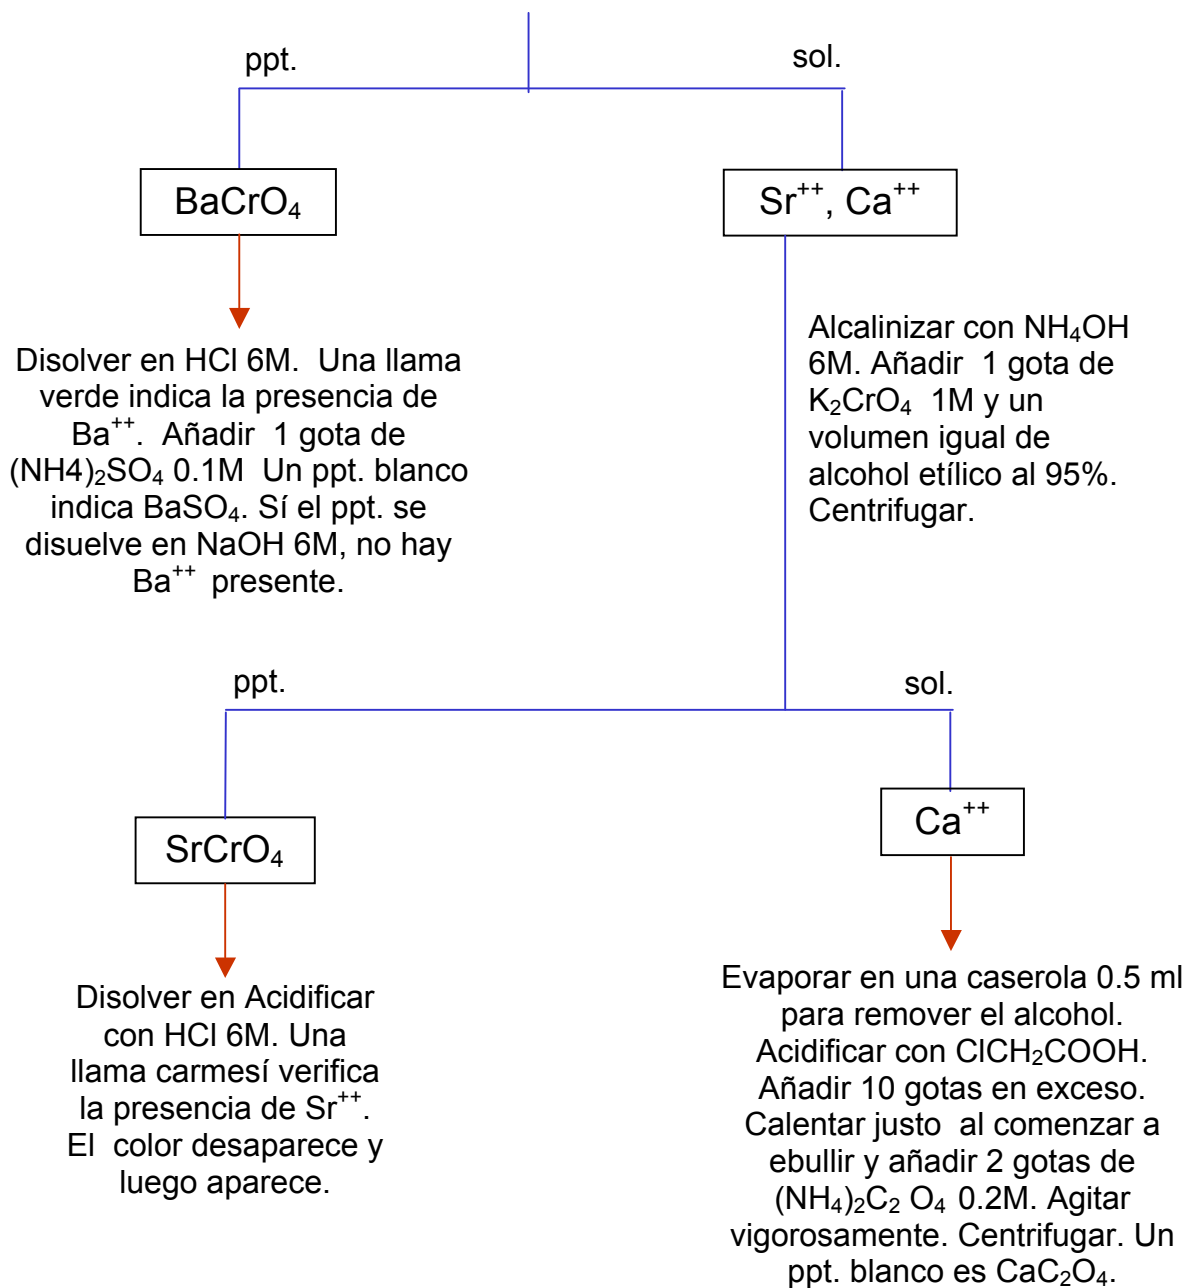 ppt.
sol.
BaCrO₄
Sr⁺⁺, Ca⁺⁺
Disolver en HCl 6M.  Una llama
verde indica la presencia de
Ba⁺⁺.  Añadir  1 gota de
(NH4)₂SO₄ 0.1M  Un ppt. blanco
indica BaSO₄. Sí el ppt. se
disuelve en NaOH 6M, no hay
Ba⁺⁺  presente.
Alcalinizar con NH₄OH
6M. Añadir  1 gota de
K₂CrO₄  1M y un
volumen igual de
alcohol etílico al 95%.
Centrifugar.
ppt.
sol.
SrCrO₄
Ca⁺⁺
Disolver en Acidificar
con HCl 6M. Una
llama carmesí verifica
la presencia de Sr⁺⁺.
El  color desaparece y
luego aparece.
Evaporar en una caserola 0.5 ml
para remover el alcohol.
Acidificar con ClCH₂COOH.
Añadir 10 gotas en exceso.
Calentar justo  al comenzar a
ebullir y añadir 2 gotas de
(NH₄)₂C₂ O₄  0.2M. Agitar
vigorosamente. Centrifugar. Un
ppt. blanco es CaC₂O₄.